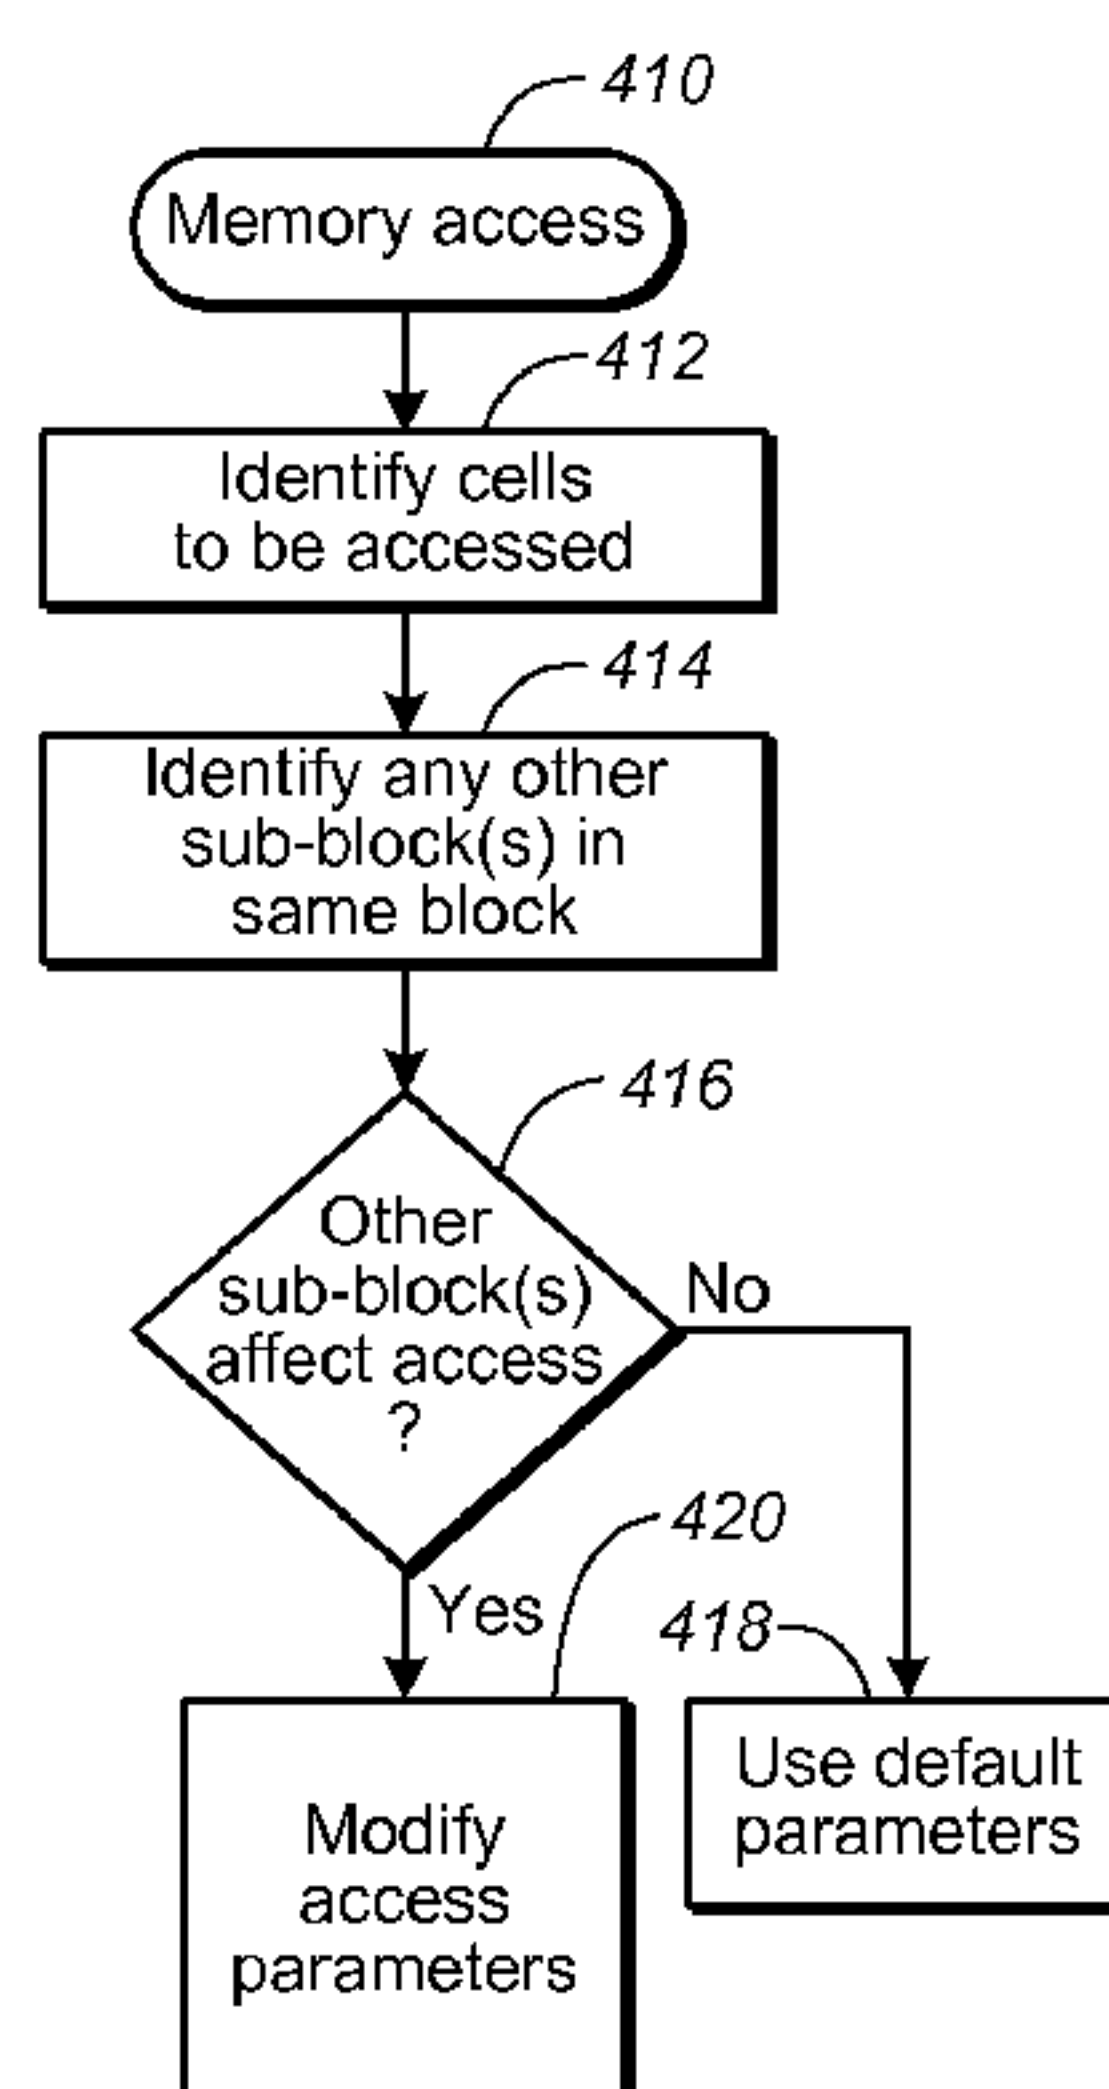 410
Memory access
412
Identify cells
to be accessed
414
Identify any other
sub-block(s) in
same block
416
Other
sub-block(s)
affect access
?
No
Yes
420
418
Modify
access
parameters
Use default
parameters